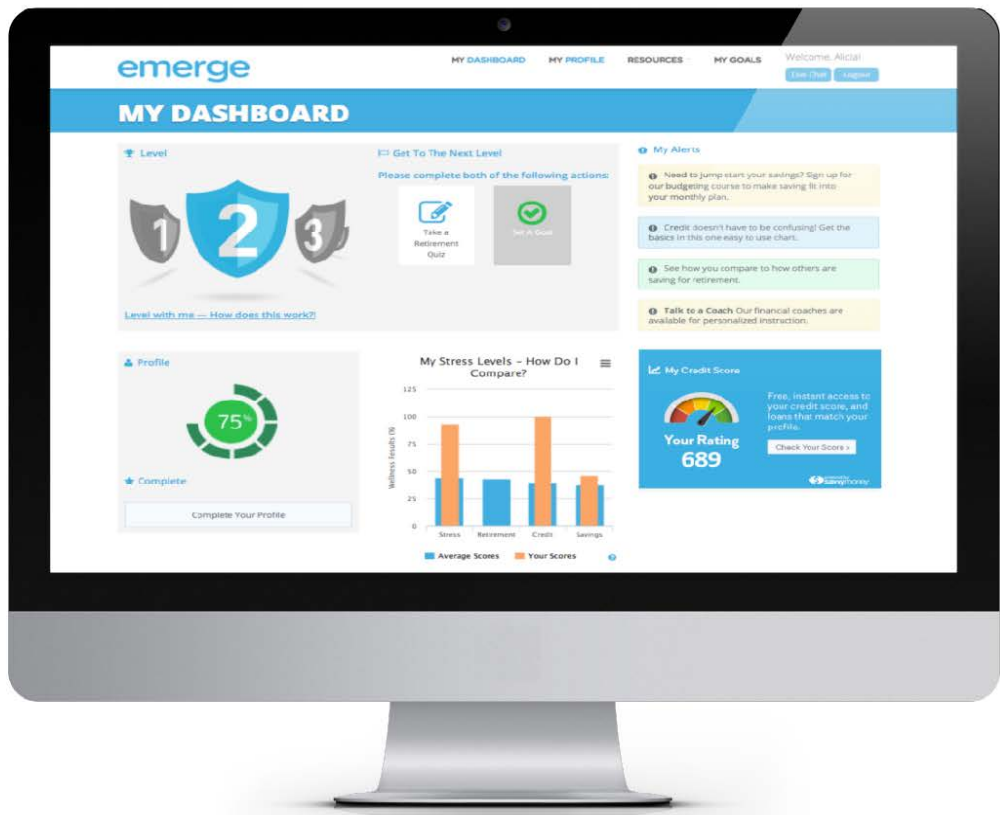 emerge
MY DASHBOARD
MY PROFILE
RESOURCES
MY GOALS
Welcome, Alicia!
Live Chat
Logout
MY DASHBOARD
Level
1
2
3
Level with me — How does this work?!
Get To The Next Level
Please complete both of the following actions:
Take a
Retirement
Quiz
Set A Goal
My Alerts
Need to jump start your savings? Sign up for
our budgeting course to make saving fit into
your monthly plan.
Credit doesn't have to be confusing! Get the
basics in this one easy to use chart.
See how you compare to how others are
saving for retirement.
Talk to a Coach Our financial coaches are
available for personalized instruction.
Profile
75%
Complete
Complete Your Profile
My Stress Levels - How Do I
Compare?
Wellness Results (%)
125
100
75
50
25
0
Stress
Retirement
Credit
Savings
Average Scores
Your Scores
My Credit Score
Your Rating
689
Free, instant access to
your credit score, and
loans that match your
profile.
Check Your Score ›
savvymoney